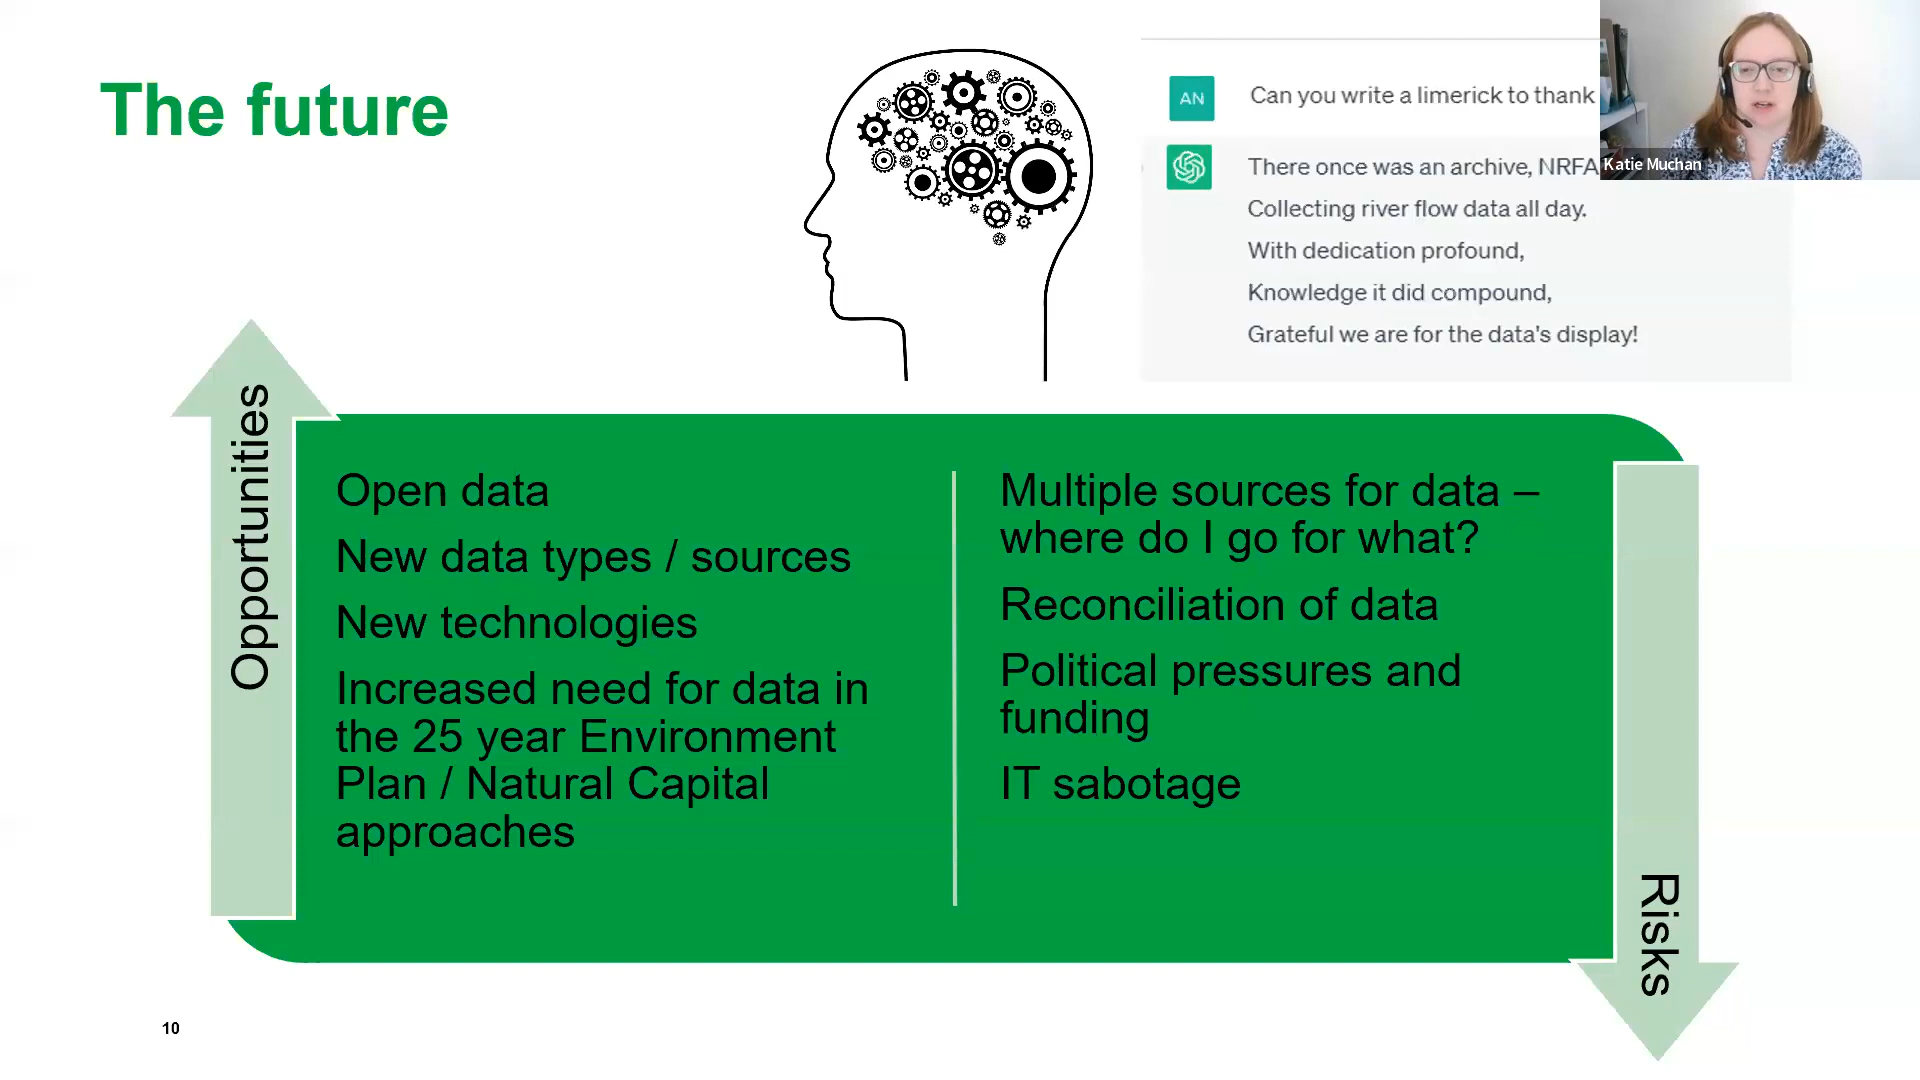 The future
AN
Can you write a limerick to thank
There once was an archive, NRFA
Collecting river flow data all day.
With dedication profound,
Knowledge it did compound,
Grateful we are for the data's display!
Katie Muchan
Opportunities
Open data
New data types / sources
New technologies
Increased need for data in
the 25 year Environment
Plan / Natural Capital
approaches
Multiple sources for data –
where do I go for what?
Reconciliation of data
Political pressures and
funding
IT sabotage
Risks
10